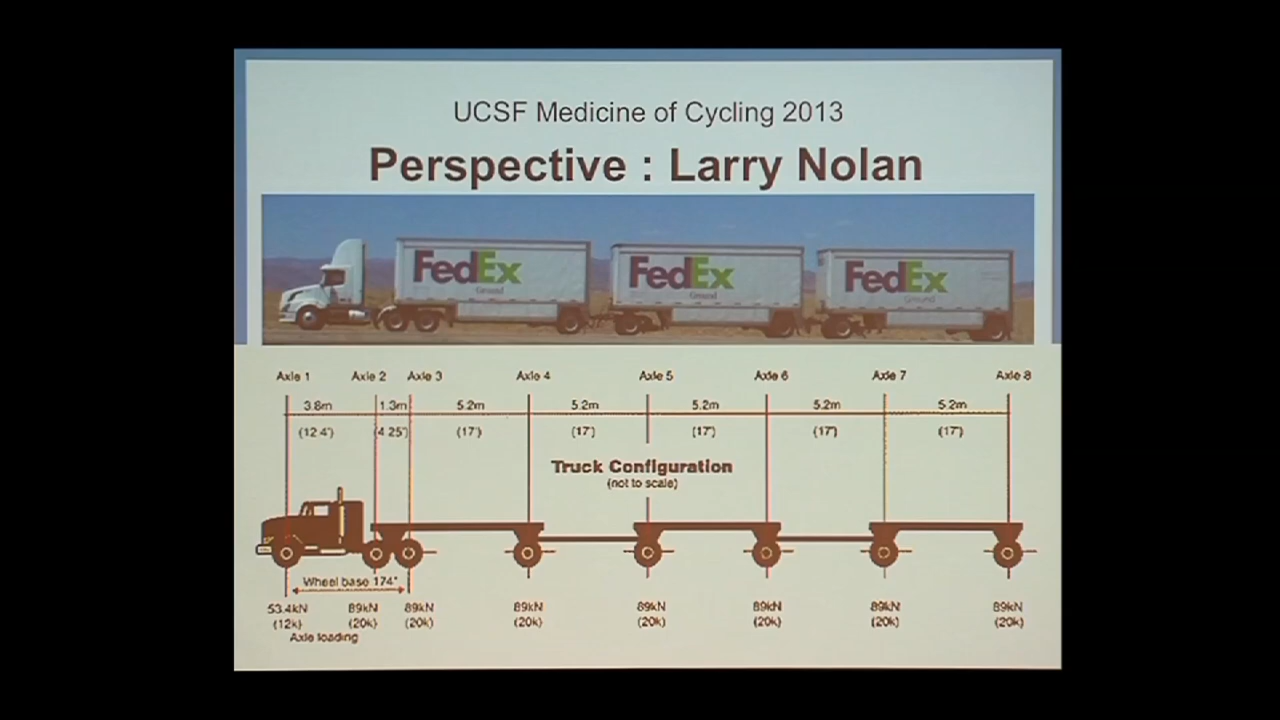 UCSF Medicine of Cycling 2013
Perspective : Larry Nolan
FedEx FedEx FedEx
Ground Ground Ground
Axle 1 Axle 2 Axle 3 Axle 4 Axle 5 Axle 6 Axle 7 Axle 8
3.8m 1.3m 5.2m 5.2m 5.2m 5.2m 5.2m
(12.4') (4.25') (17') (17') (17') (17') (17')
Truck Configuration
(not to scale)
Wheel base 174"
53.4kN 89kN 89kN 89kN 89kN 89kN 89kN 89kN
(12k) (20k) (20k) (20k) (20k) (20k) (20k) (20k)
Axle loading